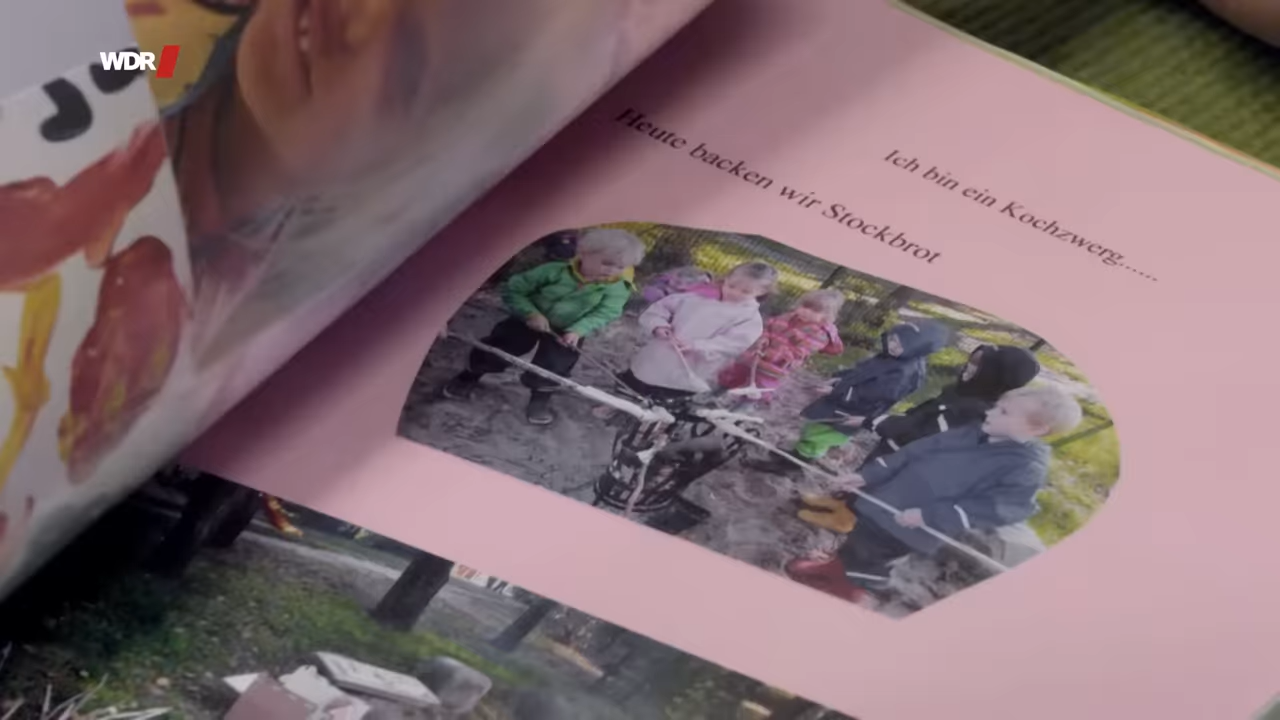 WDR
Ich bin ein Kochzwerg......
Heute backen wir Stockbrot